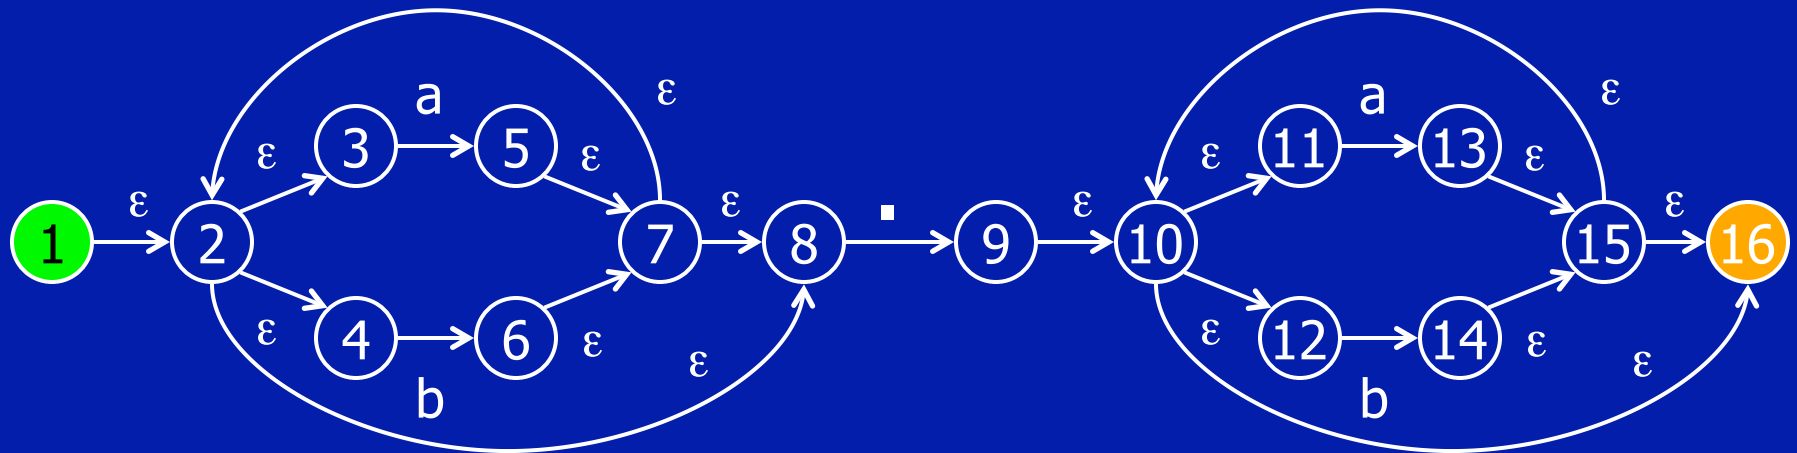 ε ε
a a
ε 3 5 ε ε 11 13 ε
ε ε ε ε
1 2 7 8 . 9 10 15 16
ε 4 6 ε ε ε 12 14 ε ε
b b